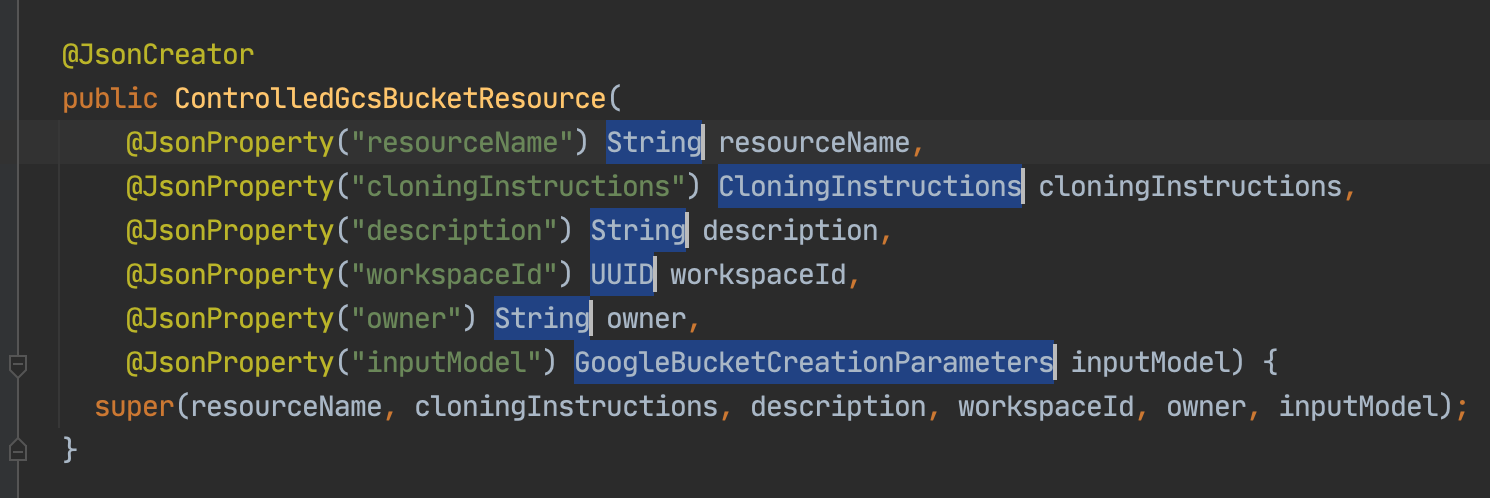 @JsonCreator
public ControlledGcsBucketResource(
@JsonProperty("resourceName") String resourceName,
@JsonProperty("cloningInstructions") CloningInstructions cloningInstructions,
@JsonProperty("description") String description,
@JsonProperty("workspaceId") UUID workspaceId,
@JsonProperty("owner") String owner,
@JsonProperty("inputModel") GoogleBucketCreationParameters inputModel) {
super(resourceName, cloningInstructions, description, workspaceId, owner, inputModel);
}